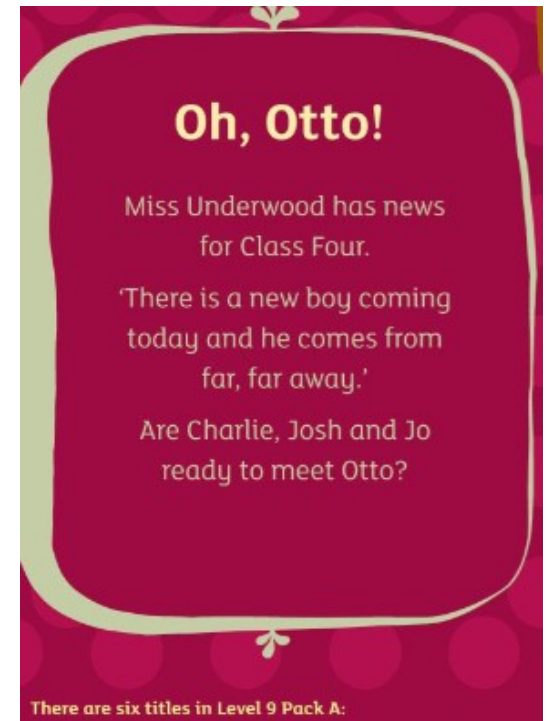 Oh, Otto!
Miss Underwood has news
for Class Four.
‘There is a new boy coming
today and he comes from
far, far away.’
Are Charlie, Josh and Jo
ready to meet Otto?
There are six titles in Level 9 Pack A: